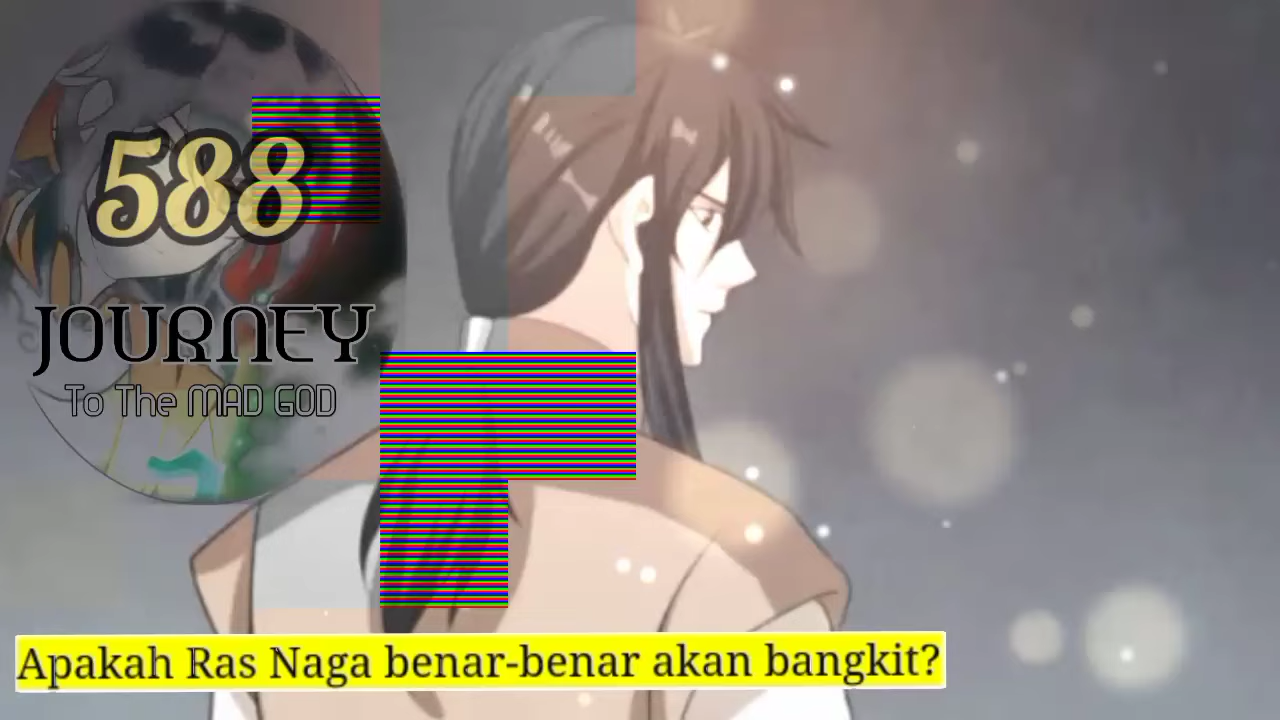 588
JOURNEY
To The MAD GOD
Apakah Ras Naga benar-benar akan bangkit?